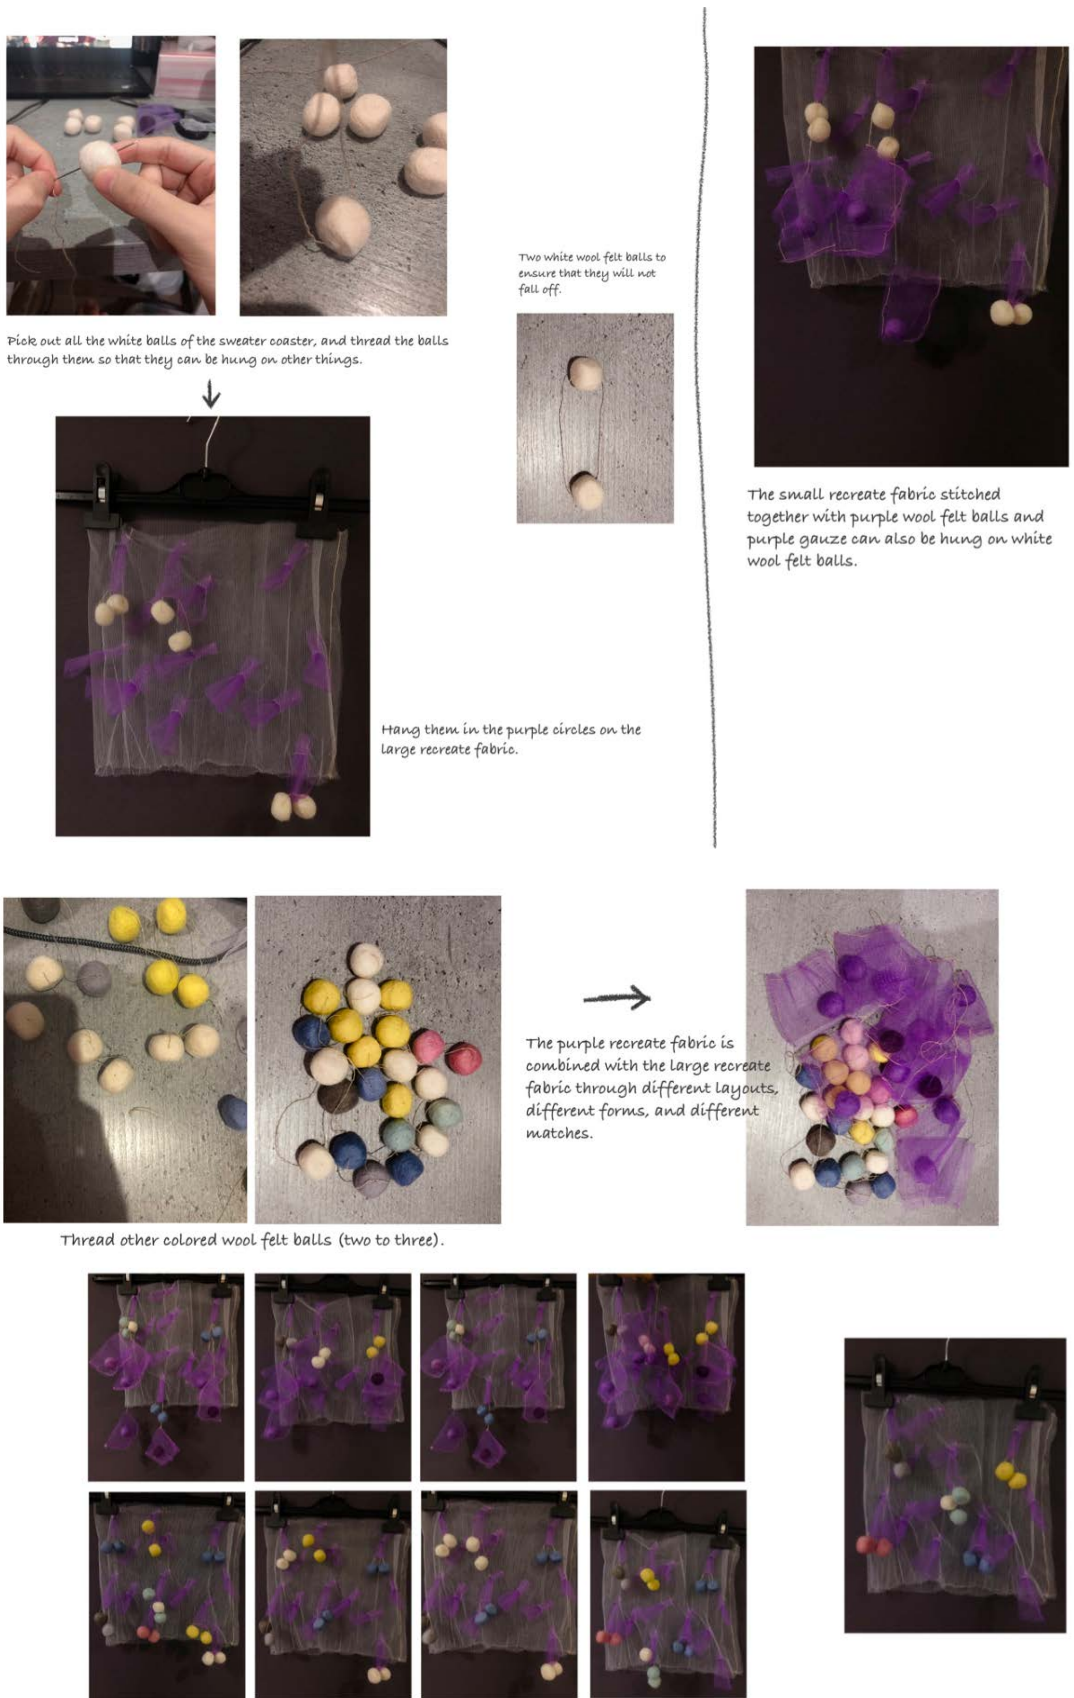 Two white wool felt balls to
ensure that they will not
fall off.
Pick out all the white balls of the sweater coaster, and thread the balls
through them so that they can be hung on other things.
The small recreate fabric stitched
together with purple wool felt balls and
purple gauze can also be hung on white
wool felt balls.
Hang them in the purple circles on the
large recreate fabric.
The purple recreate fabric is
combined with the large recreate
fabric through different layouts,
different forms, and different
matches.
Thread other colored wool felt balls (two to three).